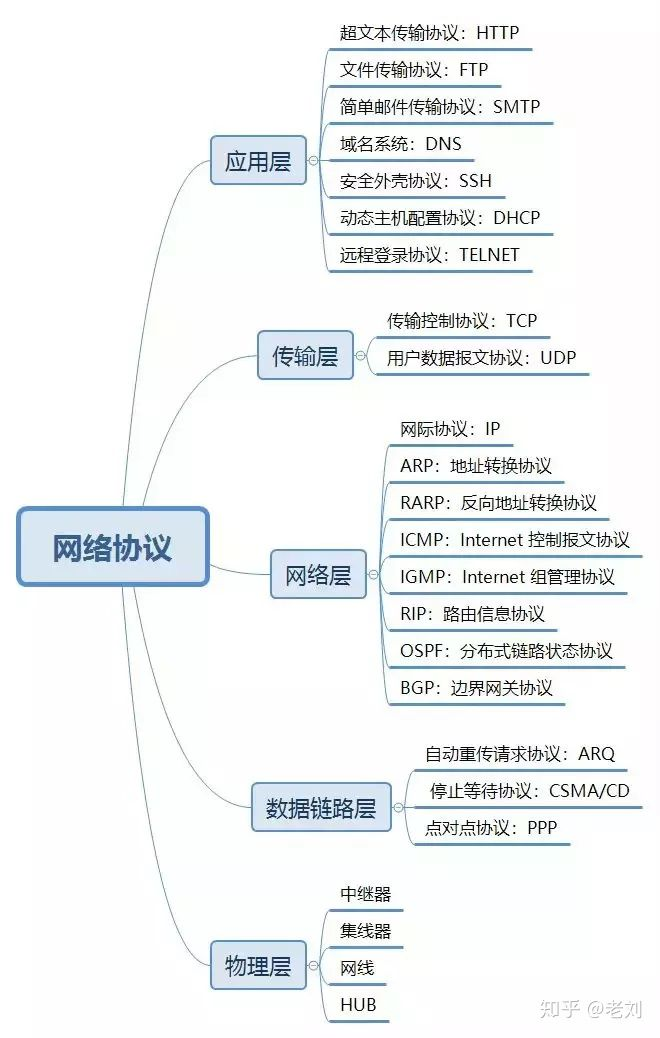 网络协议
应用层
超文本传输协议：HTTP
文件传输协议：FTP
简单邮件传输协议：SMTP
域名系统：DNS
安全外壳协议：SSH
动态主机配置协议：DHCP
远程登录协议：TELNET
传输层
传输控制协议：TCP
用户数据报文协议：UDP
网络层
网际协议：IP
ARP：地址转换协议
RARP：反向地址转换协议
ICMP：Internet 控制报文协议
IGMP：Internet 组管理协议
RIP：路由信息协议
OSPF：分布式链路状态协议
BGP：边界网关协议
数据链路层
自动重传请求协议：ARQ
停止等待协议：CSMA/CD
点对点协议：PPP
物理层
中继器
集线器
网线
HUB
知乎 @老刘